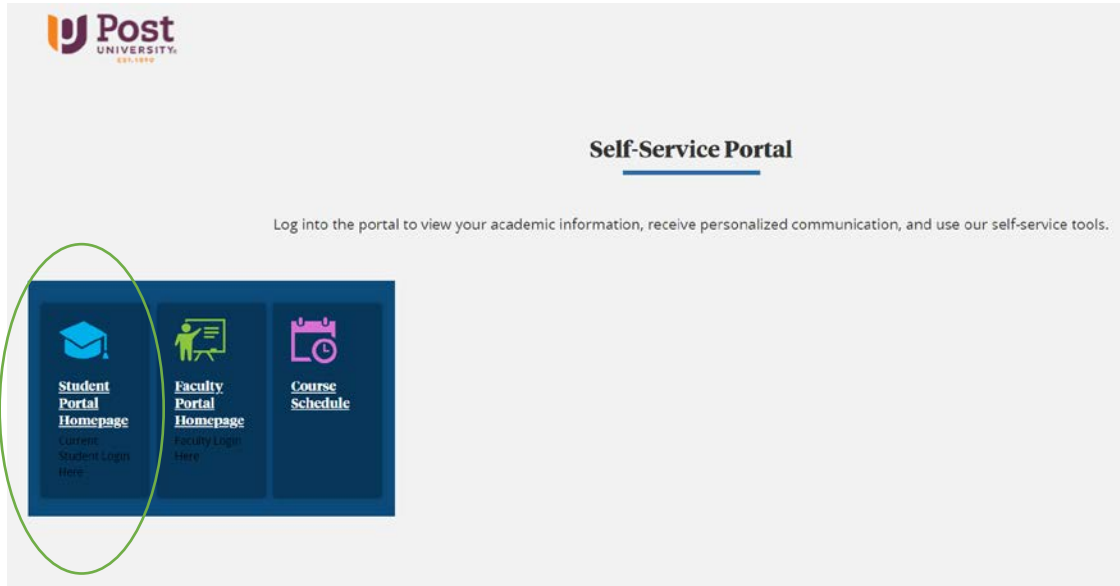 Post
UNIVERSITY®
EST. 1890
Self-Service Portal
Log into the portal to view your academic information, receive personalized communication, and use our self-service tools.
Student
Portal
Homepage
Current
Student Login
Here
Faculty
Portal
Homepage
Faculty Login
Here
Course
Schedule